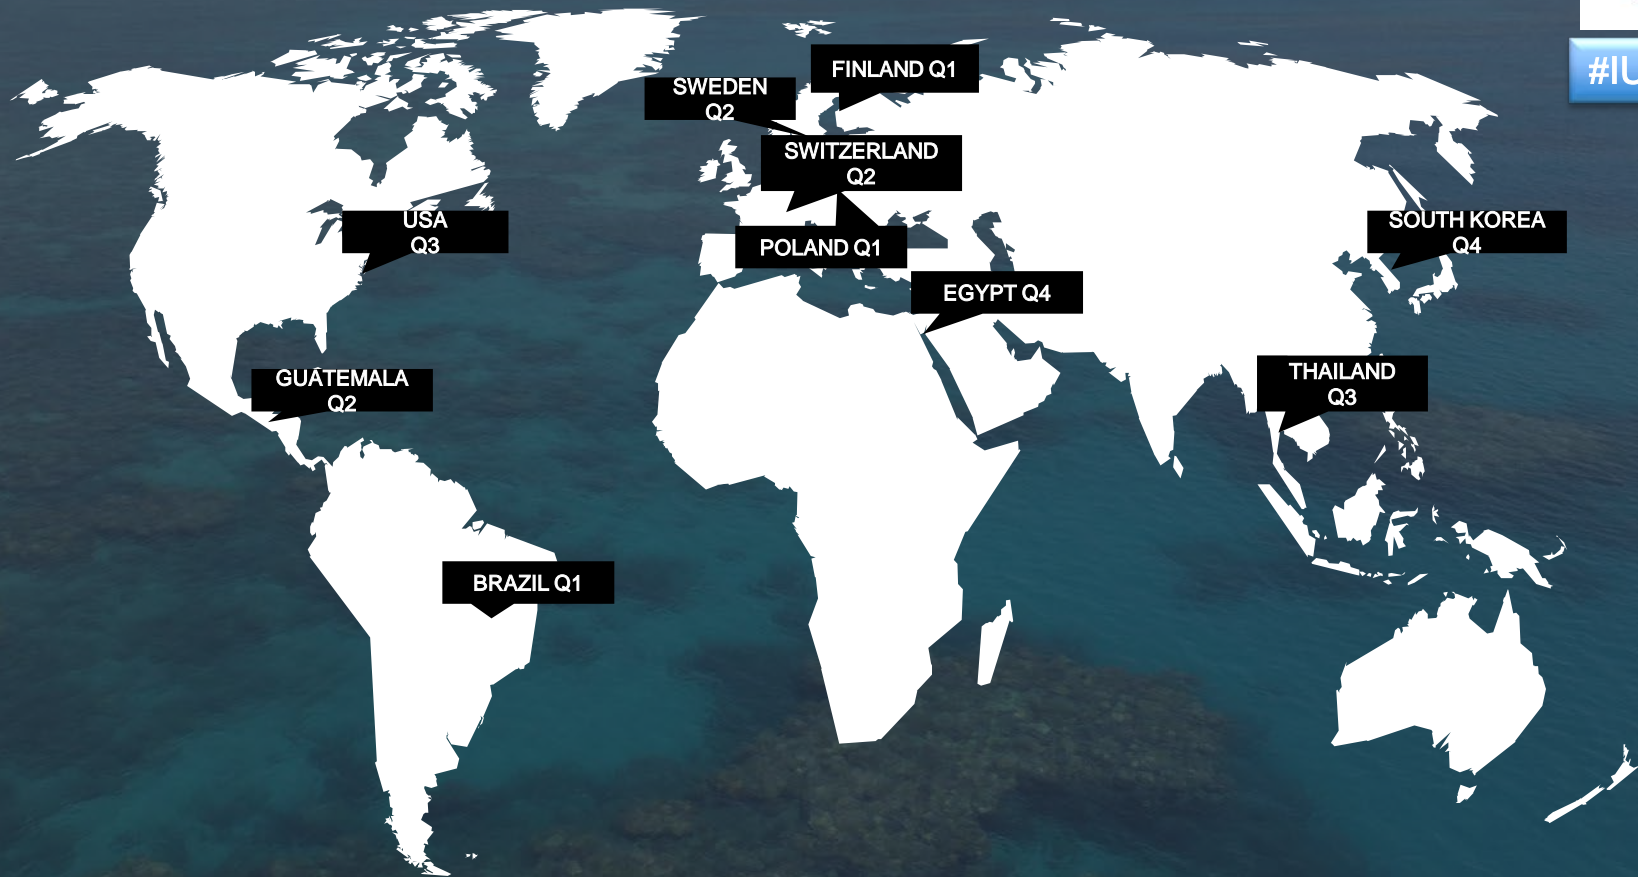 #IU
FINLAND Q1
SWEDEN
Q2
SWITZERLAND
Q2
USA
Q3
SOUTH KOREA
Q4
POLAND Q1
EGYPT Q4
THAILAND
Q3
GUATEMALA
Q2
BRAZIL Q1